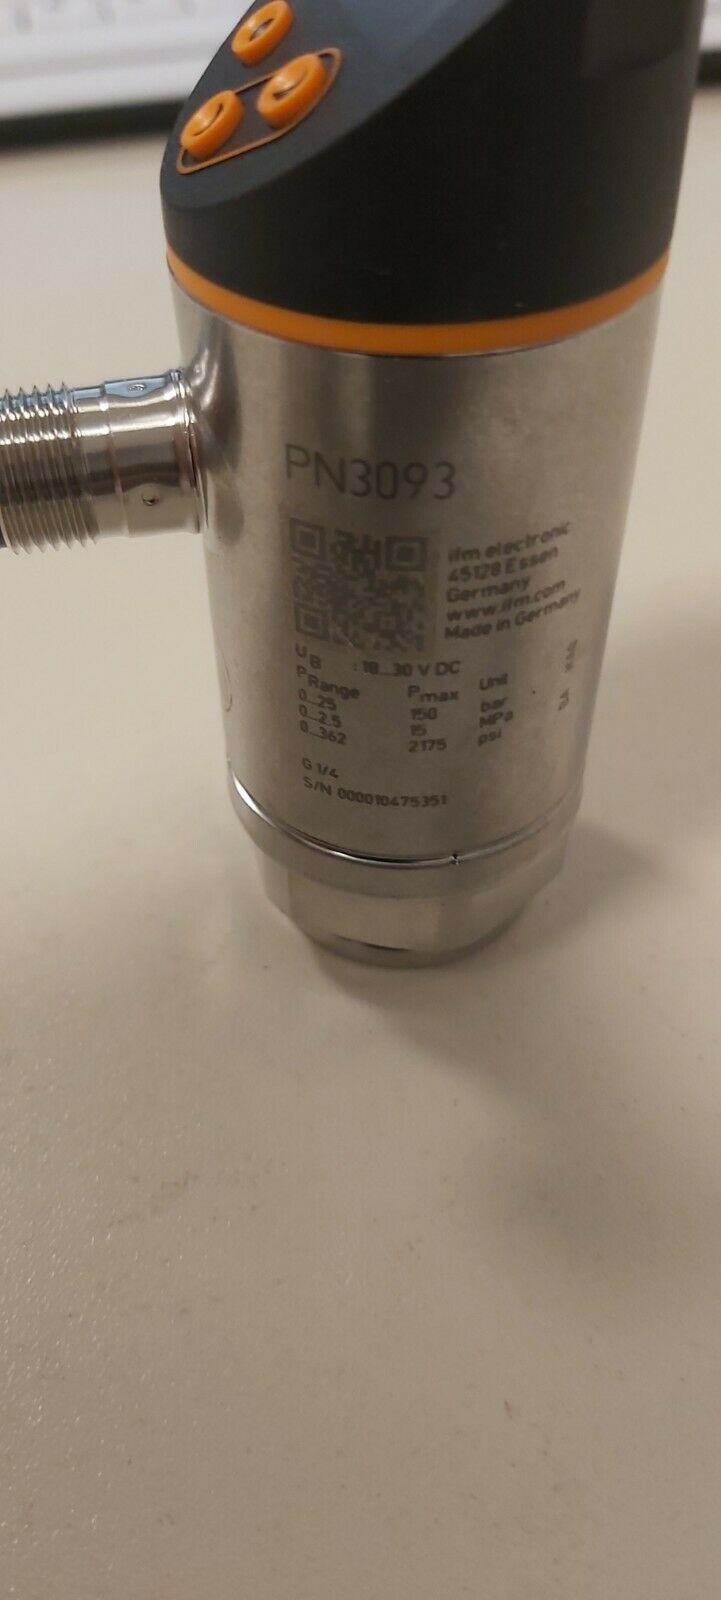 PN3093
ifm electronic
45128 Essen
Germany
www.ifm.com
Made in Germany
UB : 18...30 V DC
PRange Pmax Unit
0...25 150 bar
0...2.5 15 MPa
0...362 2175 psi
G 1/4
S/N 000010475351